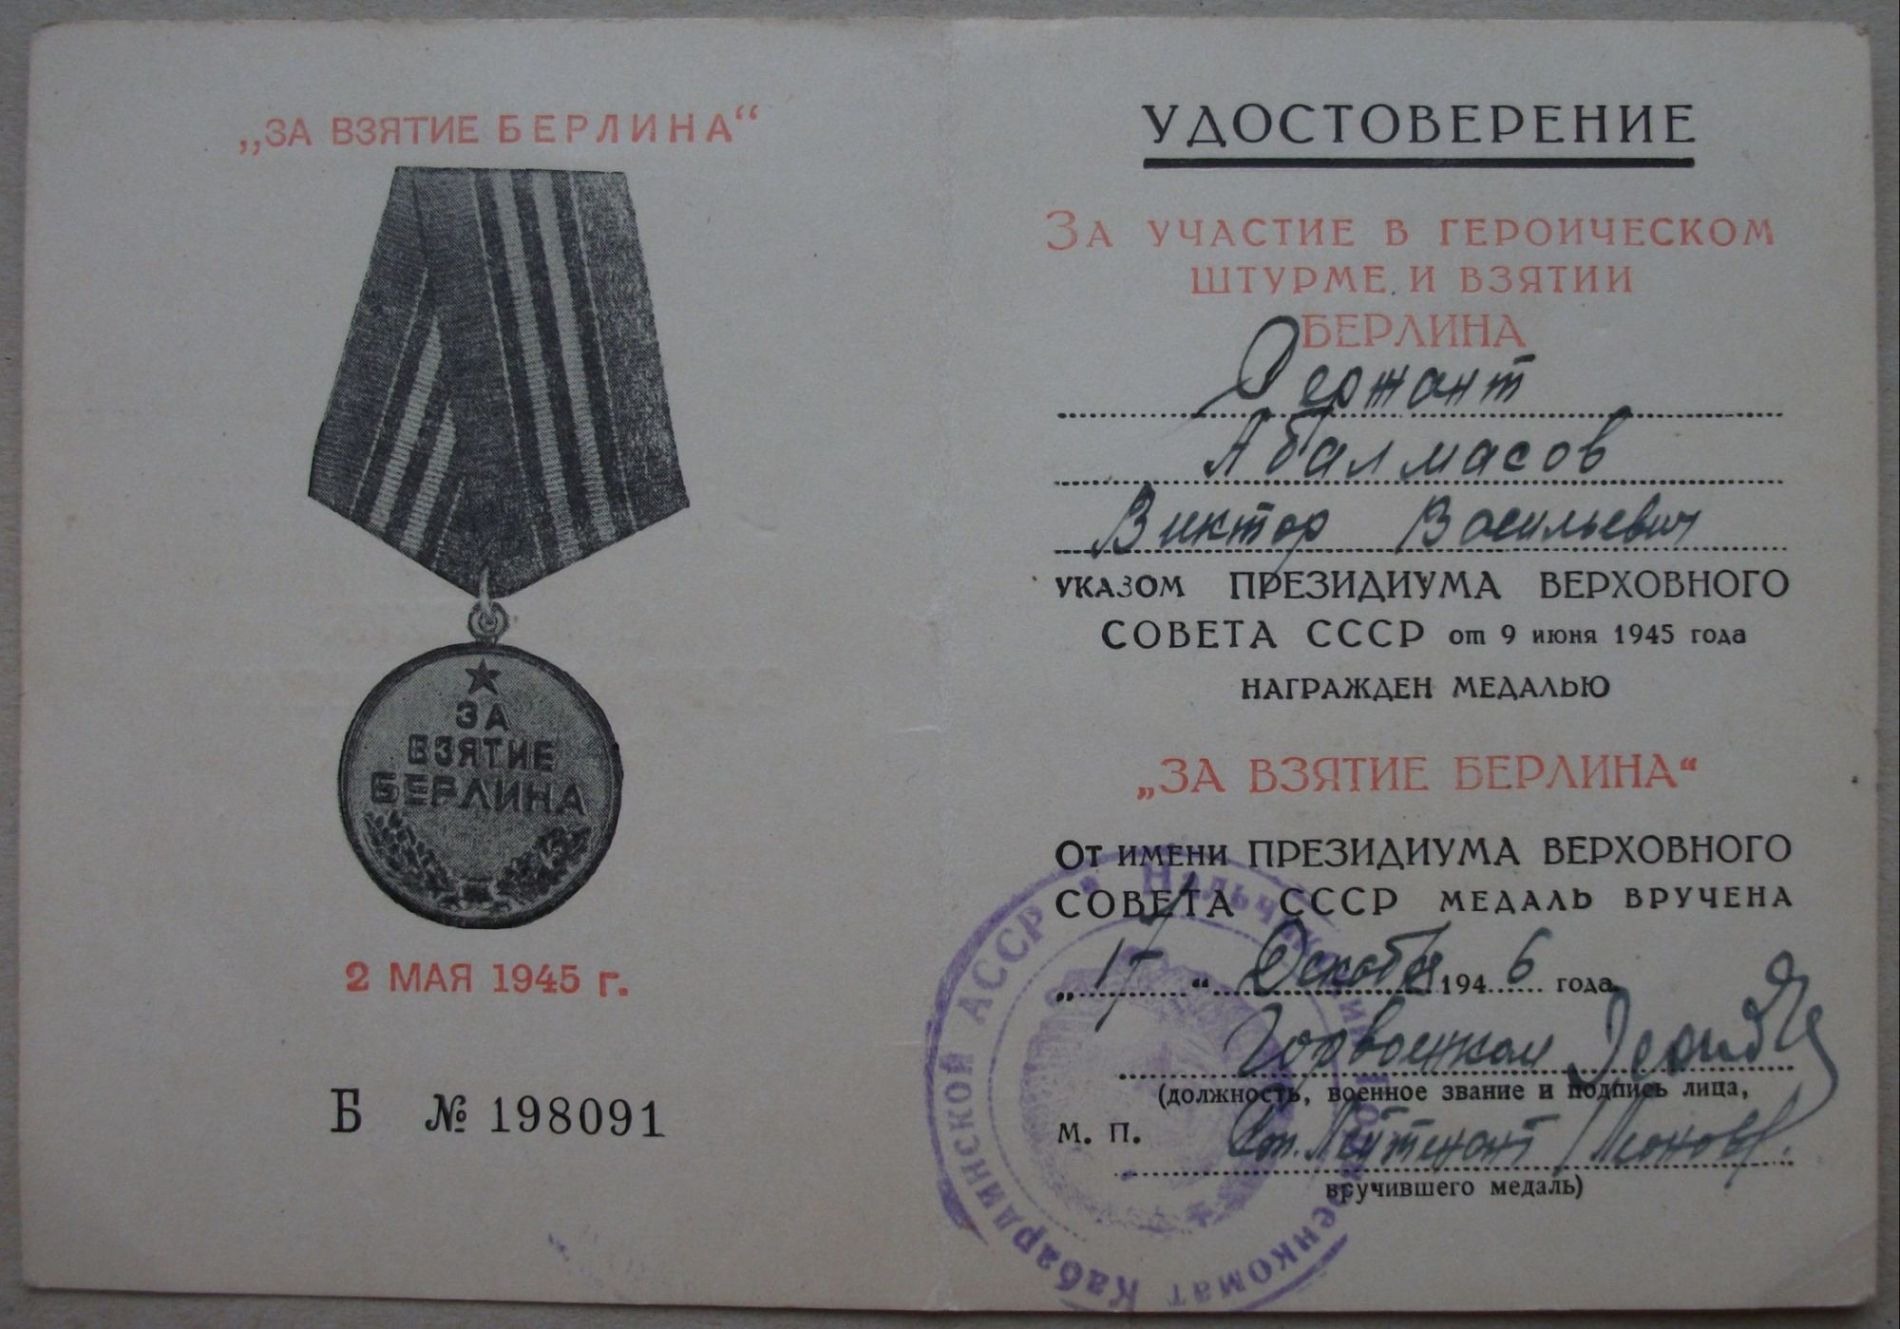 „ЗА ВЗЯТИЕ БЕРЛИНА“
ЗА
ВЗЯТИЕ
БЕРЛИНА
2 МАЯ 1945 г.
Б № 198091
УДОСТОВЕРЕНИЕ
ЗА УЧАСТИЕ В ГЕРОИЧЕСКОМ
ШТУРМЕ И ВЗЯТИИ
БЕРЛИНА
Сержант
Абалмасов
Виктор Васильевич
УКАЗОМ ПРЕЗИДИУМА ВЕРХОВНОГО
СОВЕТА СССР от 9 июня 1945 года
НАГРАЖДЕН МЕДАЛЬЮ
„ЗА ВЗЯТИЕ БЕРЛИНА“
ОТ ИМЕНИ ПРЕЗИДИУМА ВЕРХОВНОГО
СОВЕТА СССР МЕДАЛЬ ВРУЧЕНА
„17“ Декабря 1946 года
Горвоенком
(должность, военное звание и подпись лица,
М. П. Ст. Лейтенант
вручившего медаль)
Кабардинской АССР